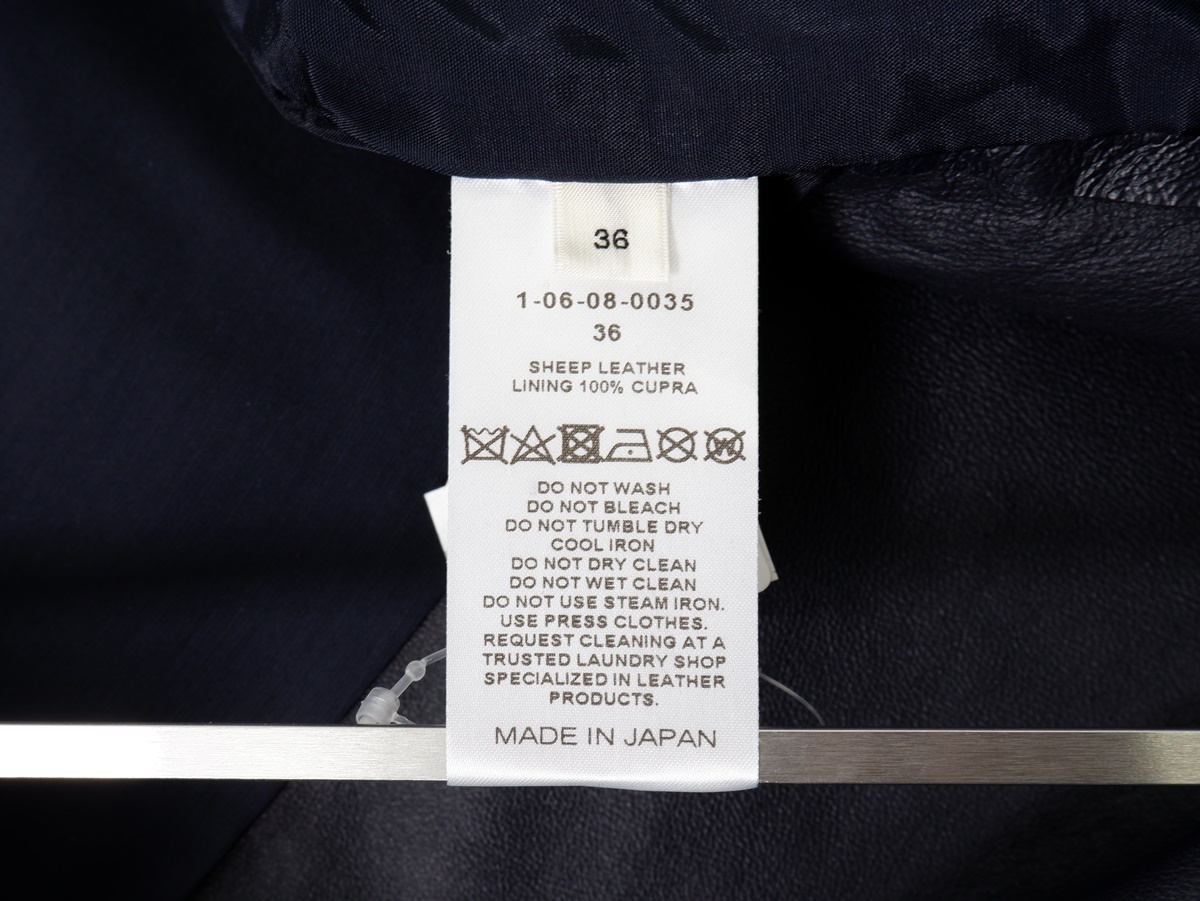 36
1-06-08-0035
36
SHEEP LEATHER
LINING 100% CUPRA
W
DO NOT WASH
DO NOT BLEACH
DO NOT TUMBLE DRY
COOL IRON
DO NOT DRY CLEAN
DO NOT WET CLEAN
DO NOT USE STEAM IRON.
USE PRESS CLOTHES.
REQUEST CLEANING AT A
TRUSTED LAUNDRY SHOP
SPECIALIZED IN LEATHER
PRODUCTS.
MADE IN JAPAN